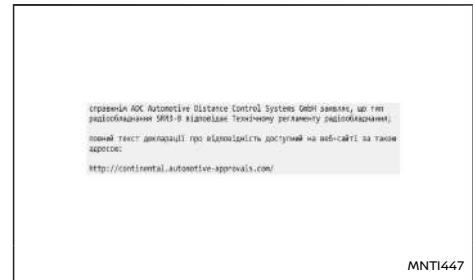 справжнім ADC Automotive Distance Control Systems GmbH заявляє, що тип
радіообладнання SRR3-B відповідає Технічному регламенту радіообладнання;
повний текст декларації про відповідність доступний на веб-сайті за такою
адресою:
http://continental.automotive-approvals.com/
MNTI447